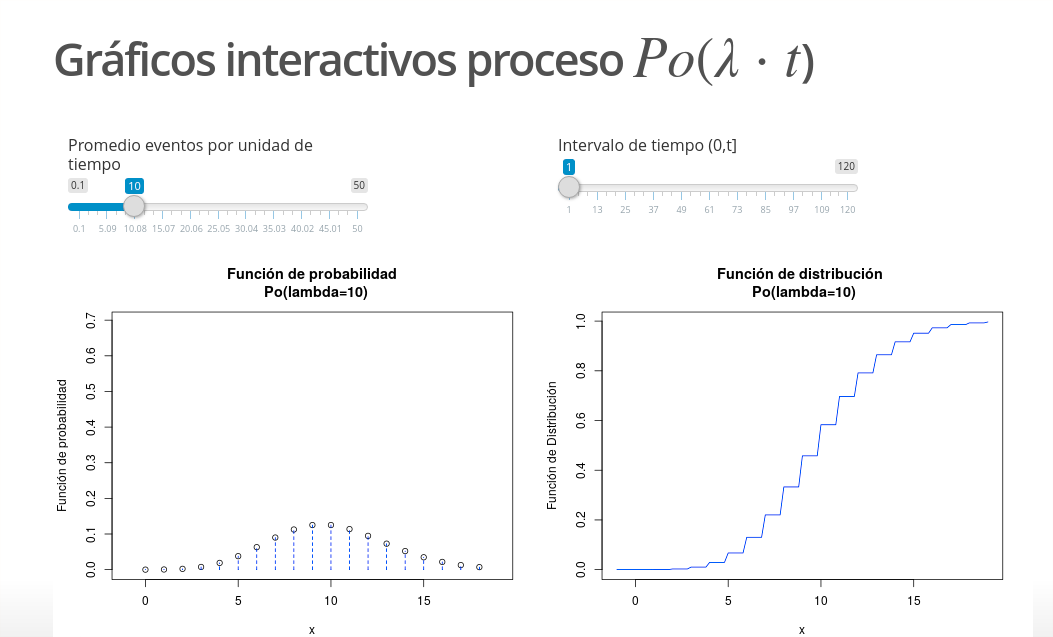 Gráficos interactivos proceso Po(λ · t)
Promedio eventos por unidad de
tiempo
0.1 10 50
0.1 5.09 10.08 15.07 20.06 25.05 30.04 35.03 40.02 45.01 50
Intervalo de tiempo (0,t]
1 120
1 13 25 37 49 61 73 85 97 109 120
Función de probabilidad
Po(lambda=10)
Función de probabilidad
0.7
0.6
0.5
0.4
0.3
0.2
0.1
0.0
0 5 10 15
x
Función de distribución
Po(lambda=10)
Función de Distribución
1.0
0.8
0.6
0.4
0.2
0.0
0 5 10 15
x